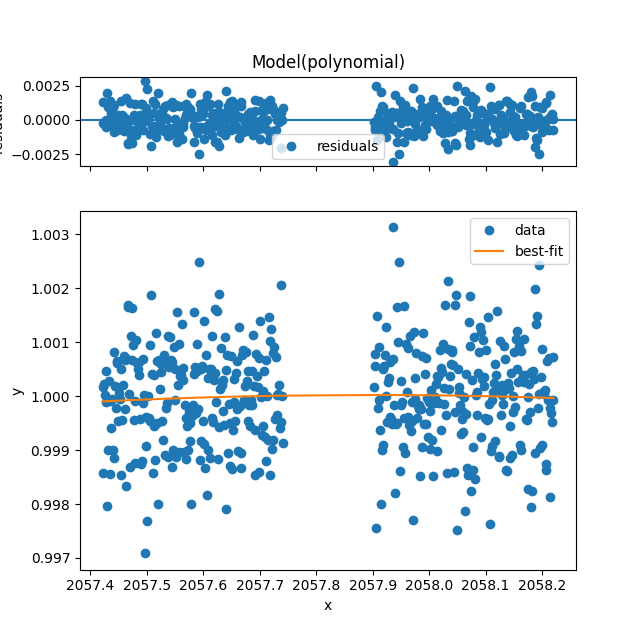 Model(polynomial)
0.0025
0.0000
−0.0025
residuals
residuals
1.003
1.002
1.001
1.000
0.999
0.998
0.997
y
data
best-fit
2057.4
2057.5
2057.6
2057.7
2057.8
2057.9
2058.0
2058.1
2058.2
x